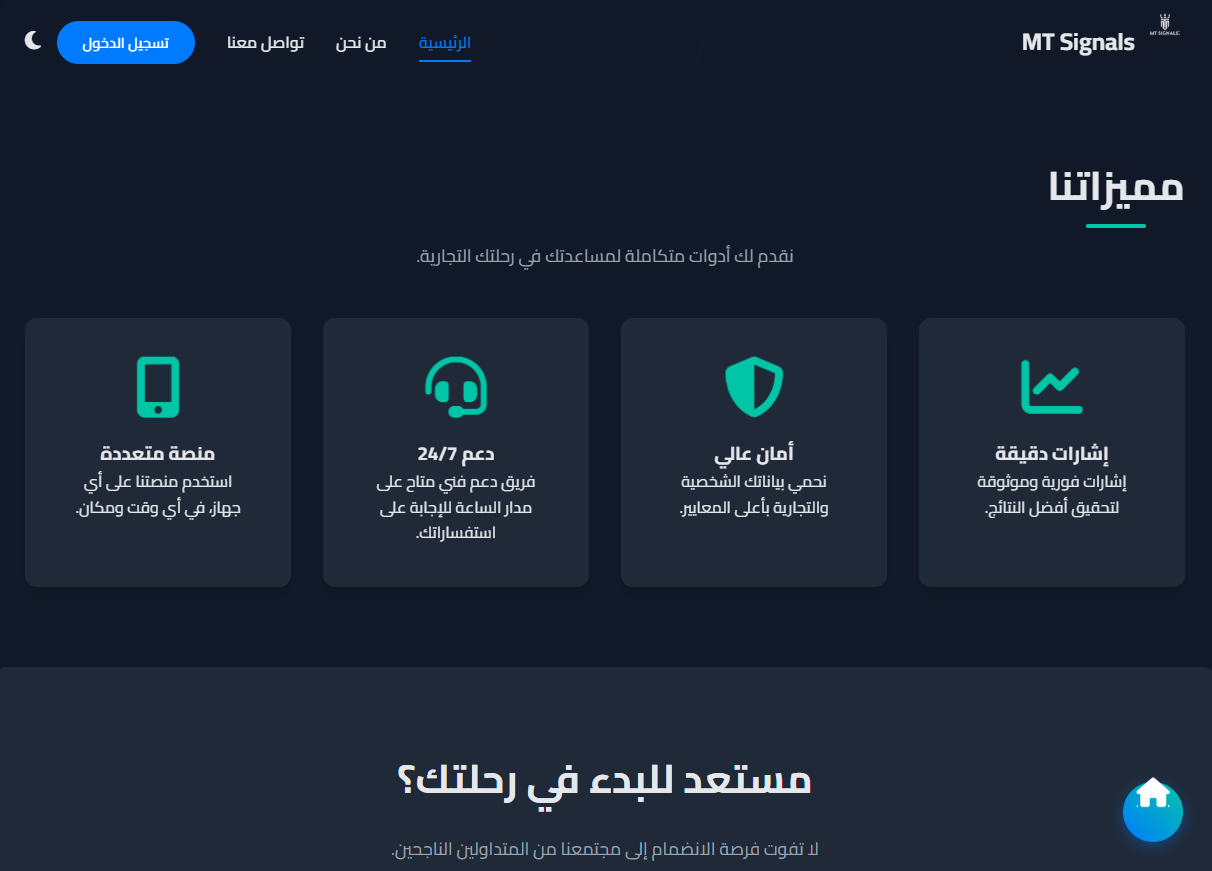 MT SIGNALS
MT Signals
الرئيسية
من نحن
تواصل معنا
تسجيل الدخول
مميزاتنا
نقدم لك أدوات متكاملة لمساعدتك في رحلتك التجارية.
إشارات دقيقة
إشارات فورية وموثوقة
لتحقيق أفضل النتائج.
أمان عالي
نحمي بياناتك الشخصية
والتجارية بأعلى المعايير.
دعم 24/7
فريق دعم فني متاح على
مدار الساعة للإجابة على
استفساراتك.
منصة متعددة
استخدم منصتنا على أي
جهاز، في أي وقت ومكان.
مستعد للبدء في رحلتك؟
لا تفوت فرصة الانضمام إلى مجتمعنا من المتداولين الناجحين.